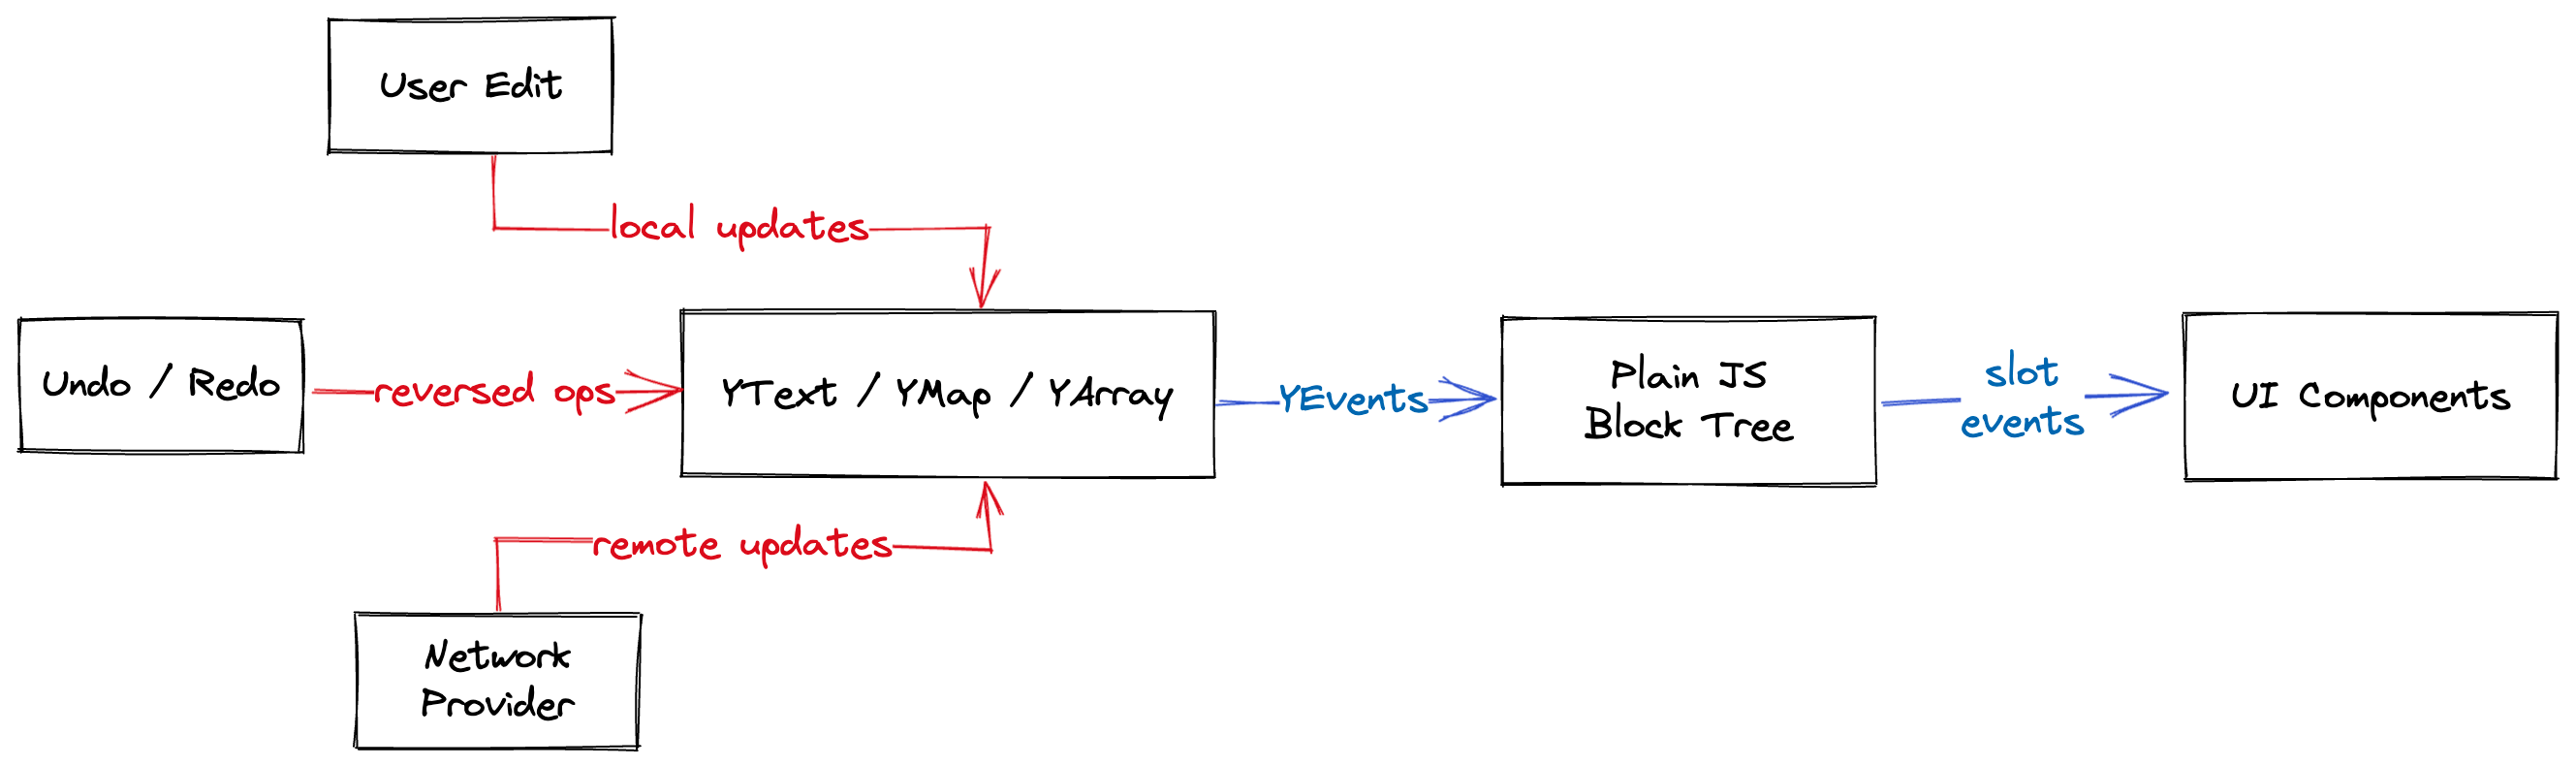 User Edit
local updates
Undo / Redo
reversed ops
YText / YMap / YArray
YEvents
Plain JS
Block Tree
slot
events
UI Components
remote updates
Network
Provider